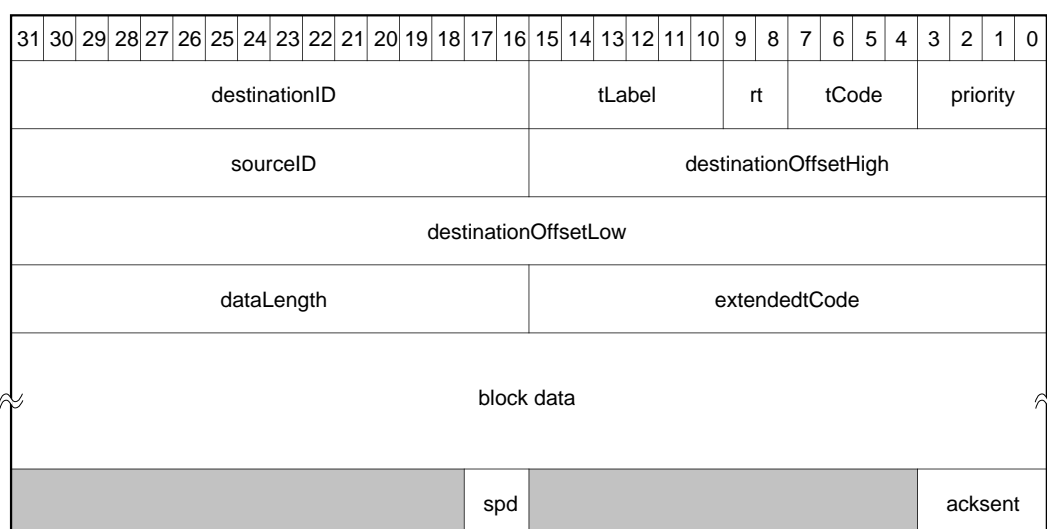 31 30 29 28 27 26 25 24 23 22 21 20 19 18 17 16 15 14 13 12 11 10 9 8 7 6 5 4 3 2 1 0
destinationID tLabel rt tCode priority
sourceID destinationOffsetHigh
destinationOffsetLow
dataLength extendedtCode
block data
spd acksent